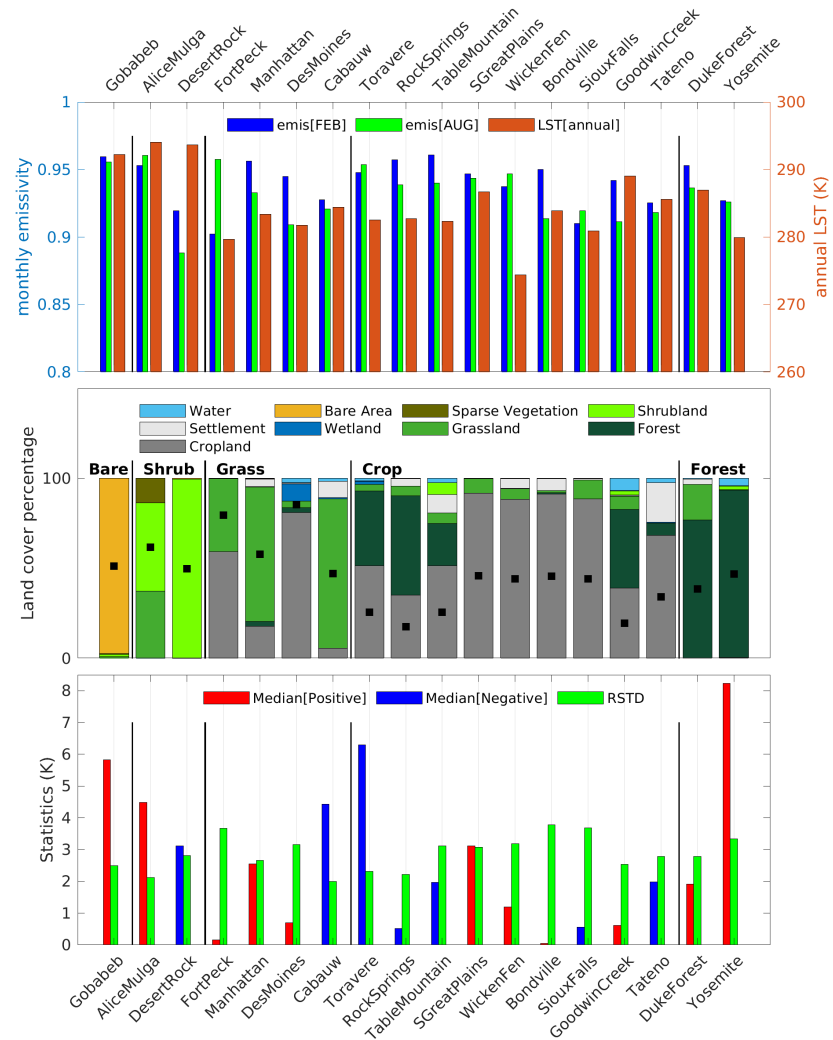 Gobabeb
AliceMulga
DesertRock
FortPeck
Manhattan
DesMoines
Cabauw
Toravere
RockSprings
TableMountain
SGreatPlains
WickenFen
Bondville
SiouxFalls
GoodwinCreek
Tateno
DukeForest
Yosemite
monthly emissivity
1
0.95
0.9
0.85
0.8
emis[FEB] emis[AUG] LST[annual]
300
290
280
270
260
annual LST (K)
Land cover percentage
100
0
Water Bare Area Sparse Vegetation Shrubland
Settlement Wetland Grassland Forest
Cropland
Bare Shrub Grass Crop Forest
Statistics (K)
8
7
6
5
4
3
2
1
0
Median[Positive] Median[Negative] RSTD
Gobabeb
AliceMulga
DesertRock
FortPeck
Manhattan
DesMoines
Cabauw
Toravere
RockSprings
TableMountain
SGreatPlains
WickenFen
Bondville
SiouxFalls
GoodwinCreek
Tateno
DukeForest
Yosemite